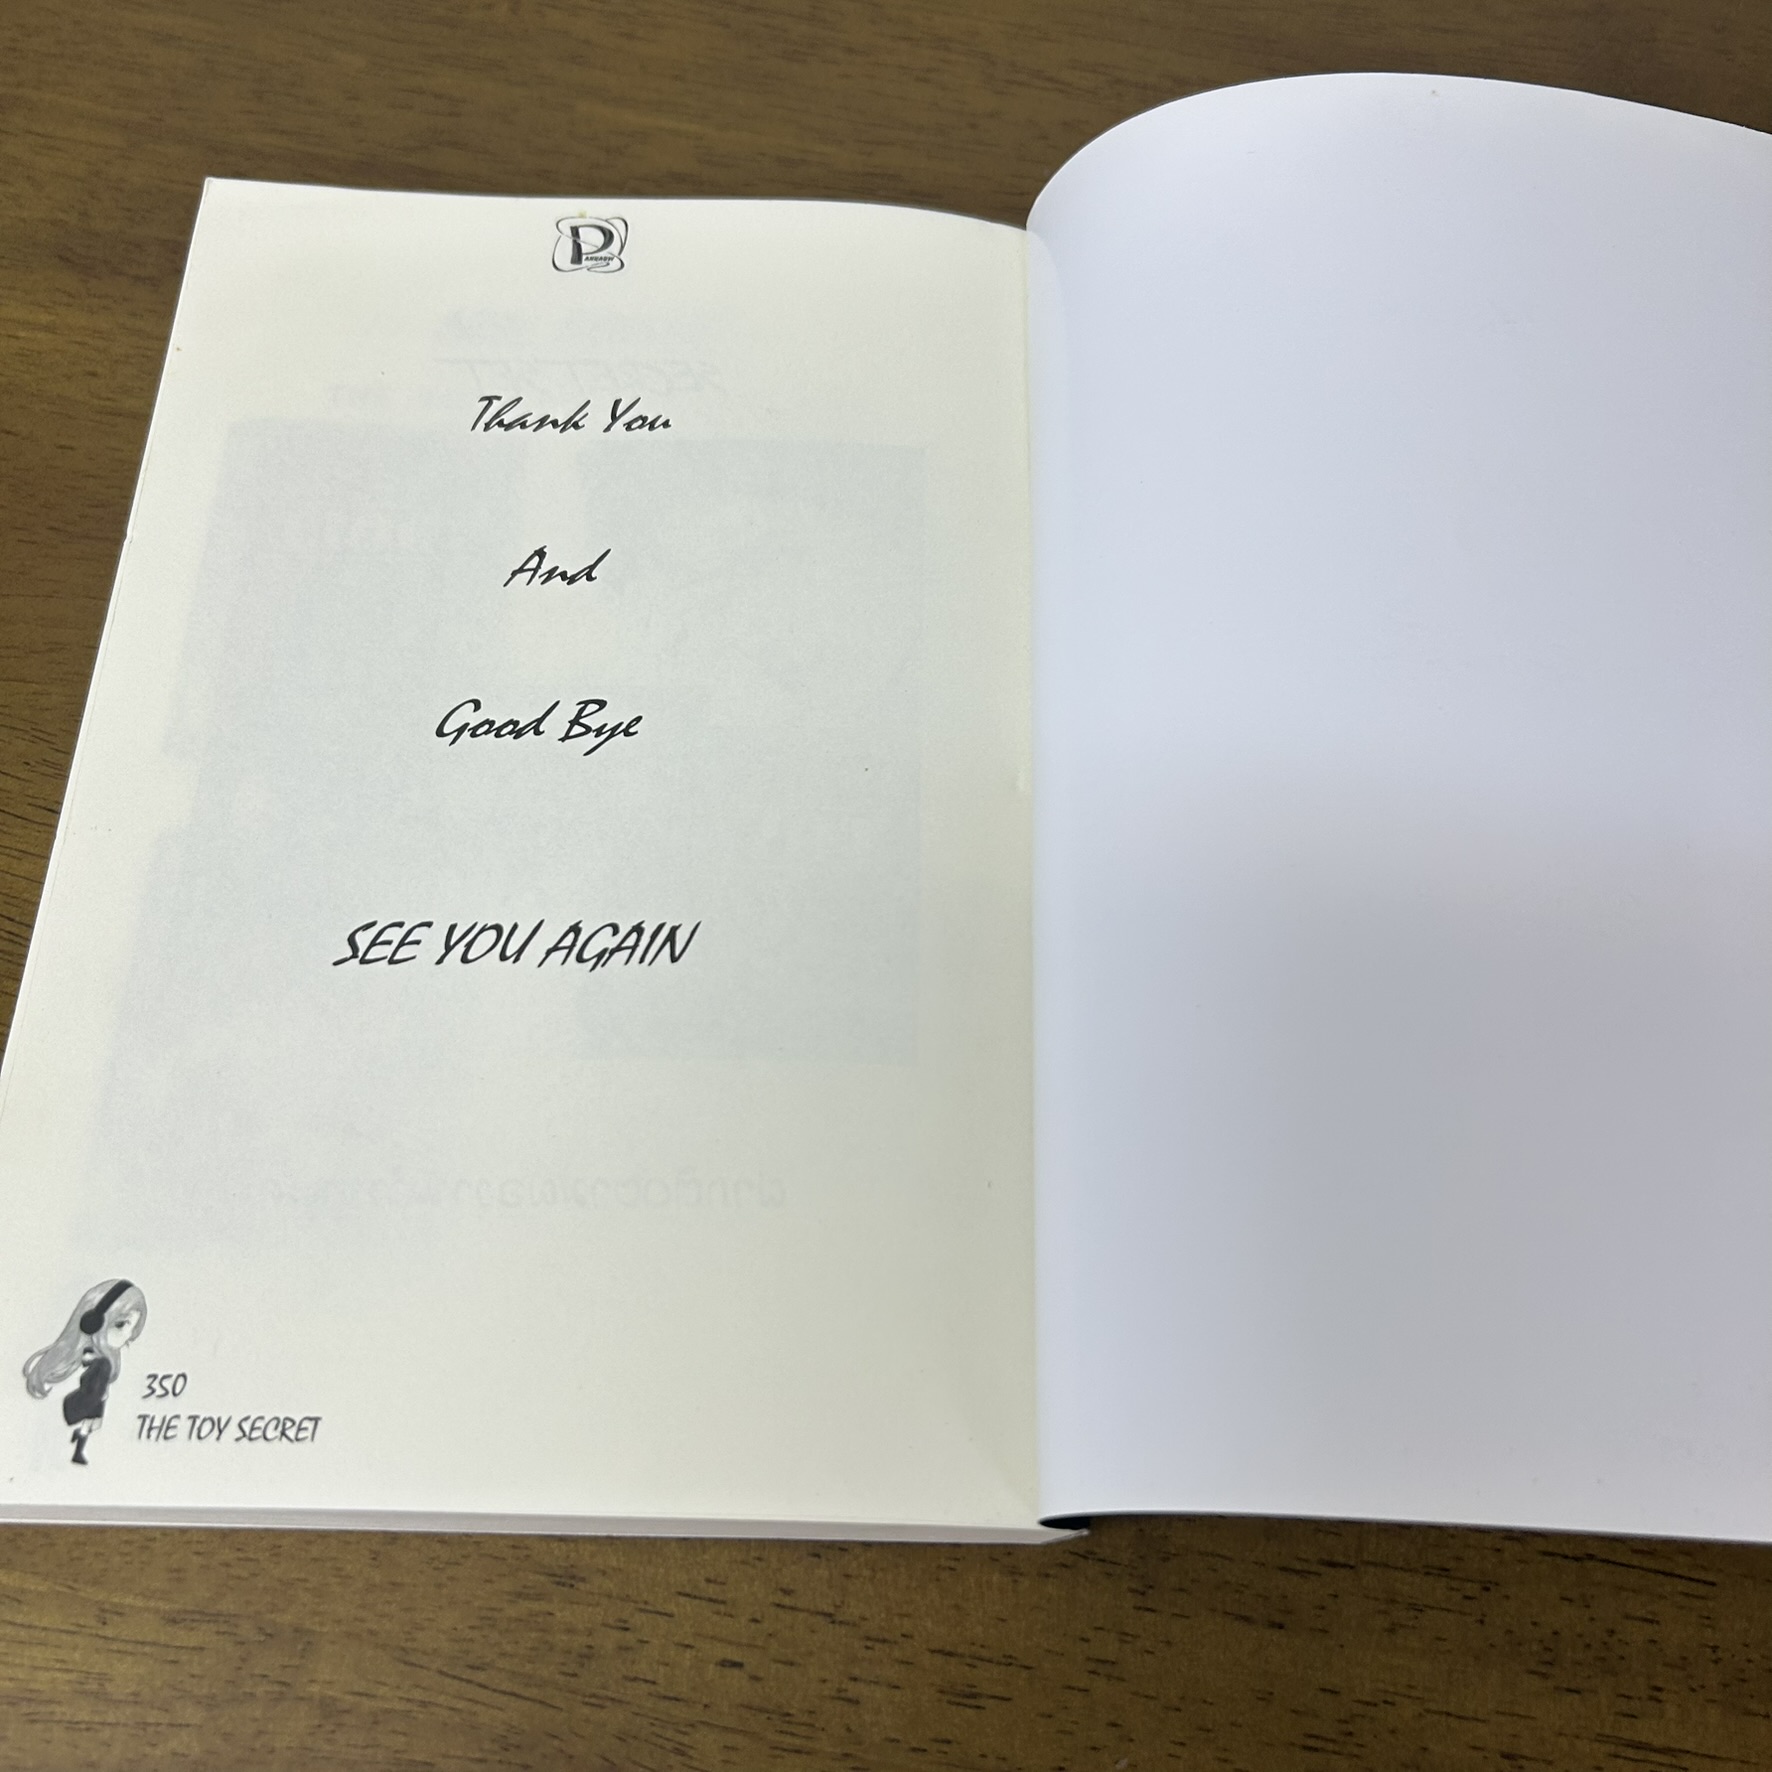 P
Thank You
And
Good Bye
SEE YOU AGAIN
350
THE TOY SECRET